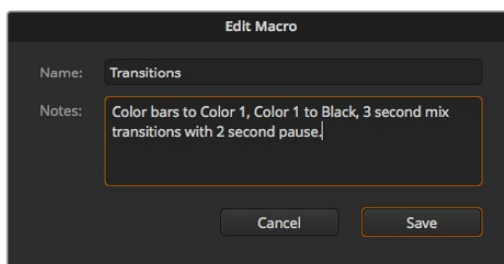 Edit Macro
Name: Transitions
Notes: Color bars to Color 1, Color 1 to Black, 3 second mix
transitions with 2 second pause.
Cancel Save